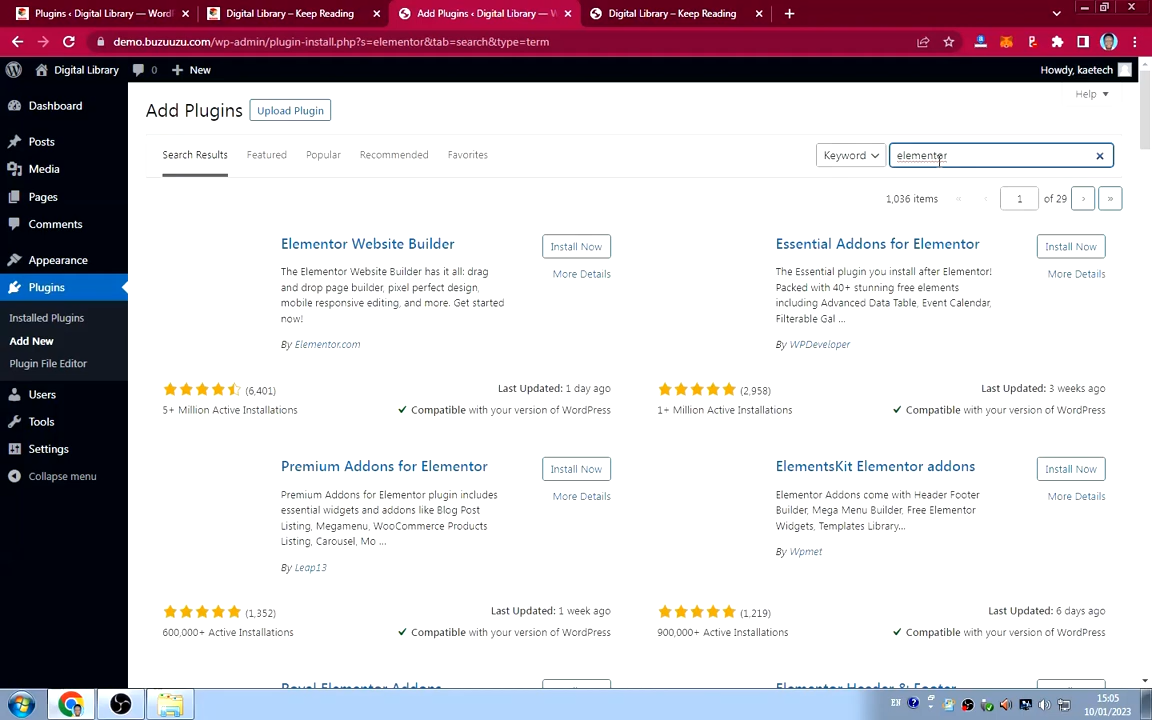 Plugins < Digital Library — WordF
Digital Library – Keep Reading
Add Plugins < Digital Library — W
Digital Library – Keep Reading
demo.buzuuzu.com/wp-admin/plugin-install.php?s=elementor&tab=search&type=term
Digital Library
0
New
Howdy, kaetech
Dashboard
Posts
Media
Pages
Comments
Appearance
Plugins
Installed Plugins
Add New
Plugin File Editor
Users
Tools
Settings
Collapse menu
Help
Add Plugins
Upload Plugin
Search Results
Featured
Popular
Recommended
Favorites
Keyword
elementor
1,036 items
«
‹
1
of 29
›
»
Elementor Website Builder
Install Now
More Details
The Elementor Website Builder has it all: drag
and drop page builder, pixel perfect design,
mobile responsive editing, and more. Get started
now!
By Elementor.com
(6,401)
5+ Million Active Installations
Last Updated: 1 day ago
Compatible with your version of WordPress
Essential Addons for Elementor
Install Now
More Details
The Essential plugin you install after Elementor!
Packed with 40+ stunning free elements
including Advanced Data Table, Event Calendar,
Filterable Gal ...
By WPDeveloper
(2,958)
1+ Million Active Installations
Last Updated: 3 weeks ago
Compatible with your version of WordPress
Premium Addons for Elementor
Install Now
More Details
Premium Addons for Elementor plugin includes
essential widgets and addons like Blog Post
Listing, Megamenu, WooCommerce Products
Listing, Carousel, Mo ...
By Leap13
(1,352)
600,000+ Active Installations
Last Updated: 1 week ago
Compatible with your version of WordPress
ElementsKit Elementor addons
Install Now
More Details
Elementor Addons come with Header Footer
Builder, Mega Menu Builder, Free Elementor
Widgets, Templates Library...
By Wpmet
(1,219)
900,000+ Active Installations
Last Updated: 6 days ago
Compatible with your version of WordPress
Royal Elementor Addons
Elementor Header & Footer
EN
15:05
10/01/2023